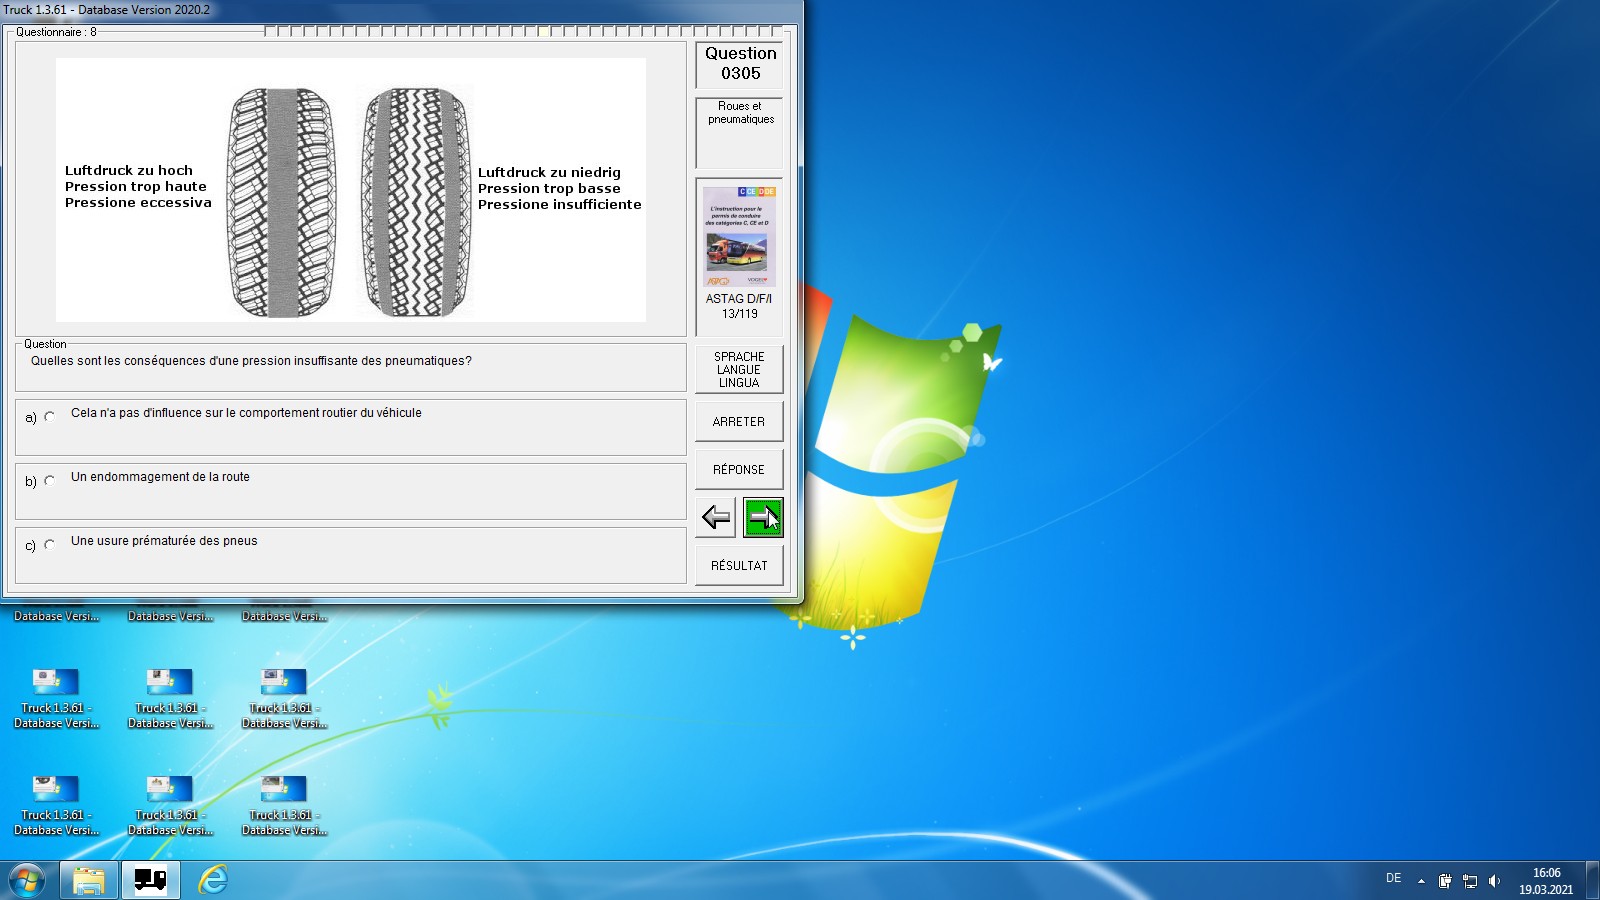 Truck 1.3.61 - Database Version 2020.2
Questionnaire : 8
Luftdruck zu hoch
Pression trop haute
Pressione eccessiva
Luftdruck zu niedrig
Pression trop basse
Pressione insufficiente
Question
0305
Roues et
pneumatiques
C CE D DE
L'instruction pour le
permis de conduire
des catégories C, CE et D
ASTAG D/F/I
13/119
Question
Quelles sont les conséquences d'une pression insuffisante des pneumatiques?
a) Cela n'a pas d'influence sur le comportement routier du véhicule
b) Un endommagement de la route
c) Une usure prématurée des pneus
SPRACHE
LANGUE
LINGUA
ARRETER
RÉPONSE
RÉSULTAT
Database Versi...
Database Versi...
Database Versi...
Truck 1.3.61 -
Database Versi...
Truck 1.3.61 -
Database Versi...
Truck 1.3.61 -
Database Versi...
Truck 1.3.61 -
Database Versi...
Truck 1.3.61 -
Database Versi...
Truck 1.3.61 -
Database Versi...
DE
16:06
19.03.2021